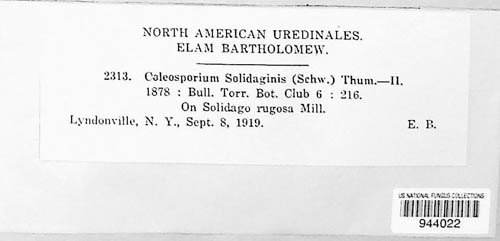 NORTH AMERICAN UREDINALES.
ELAM BARTHOLOMEW.
2313. Coleosporium Solidaginis (Schw.) Thum.—II.
1878 : Bull. Torr. Bot. Club 6 : 216.
On Solidago rugosa Mill.
Lyndonville, N. Y., Sept. 8, 1919. E. B.
US NATIONAL FUNGUS COLLECTIONS
944022